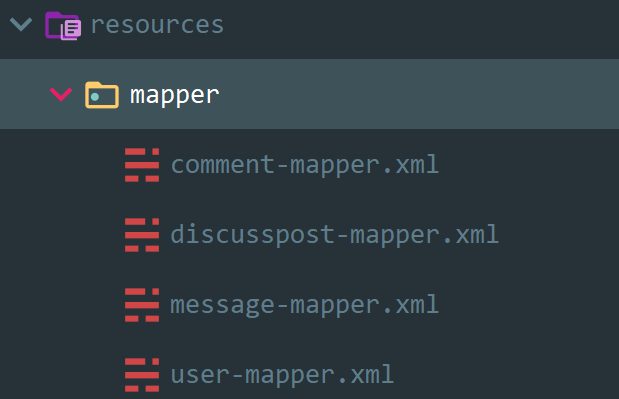 resources
mapper
comment-mapper.xml
discusspost-mapper.xml
message-mapper.xml
user-mapper.xml